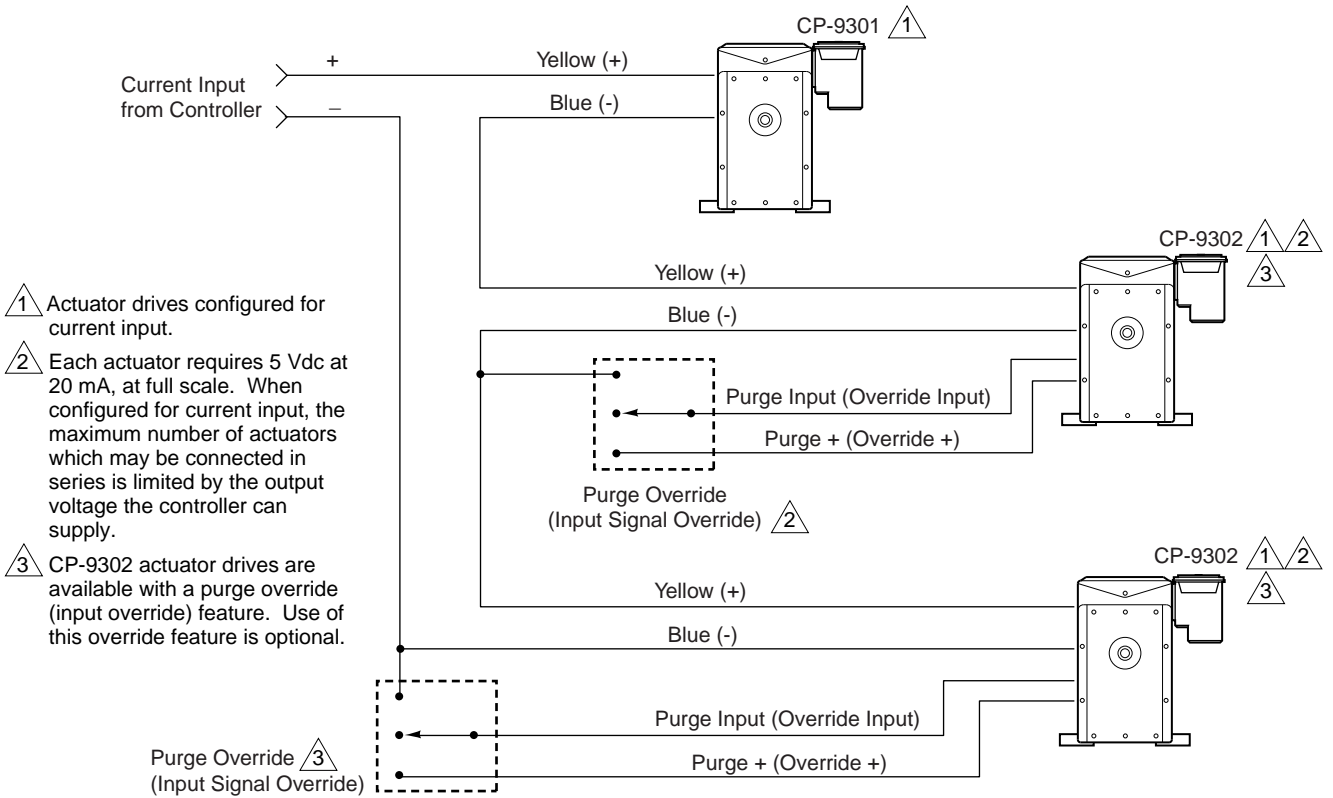 CP-9301 1
+
Yellow (+)
Current Input
from Controller
–
Blue (-)
CP-9302 1 2
3
Yellow (+)
Blue (-)
1 Actuator drives configured for
current input.
2 Each actuator requires 5 Vdc at
20 mA, at full scale. When
configured for current input, the
maximum number of actuators
which may be connected in
series is limited by the output
voltage the controller can
supply.
3 CP-9302 actuator drives are
available with a purge override
(input override) feature. Use of
this override feature is optional.
Purge Input (Override Input)
Purge + (Override +)
Purge Override
(Input Signal Override) 2
CP-9302 1 2
3
Yellow (+)
Blue (-)
Purge Input (Override Input)
Purge + (Override +)
Purge Override 3
(Input Signal Override)